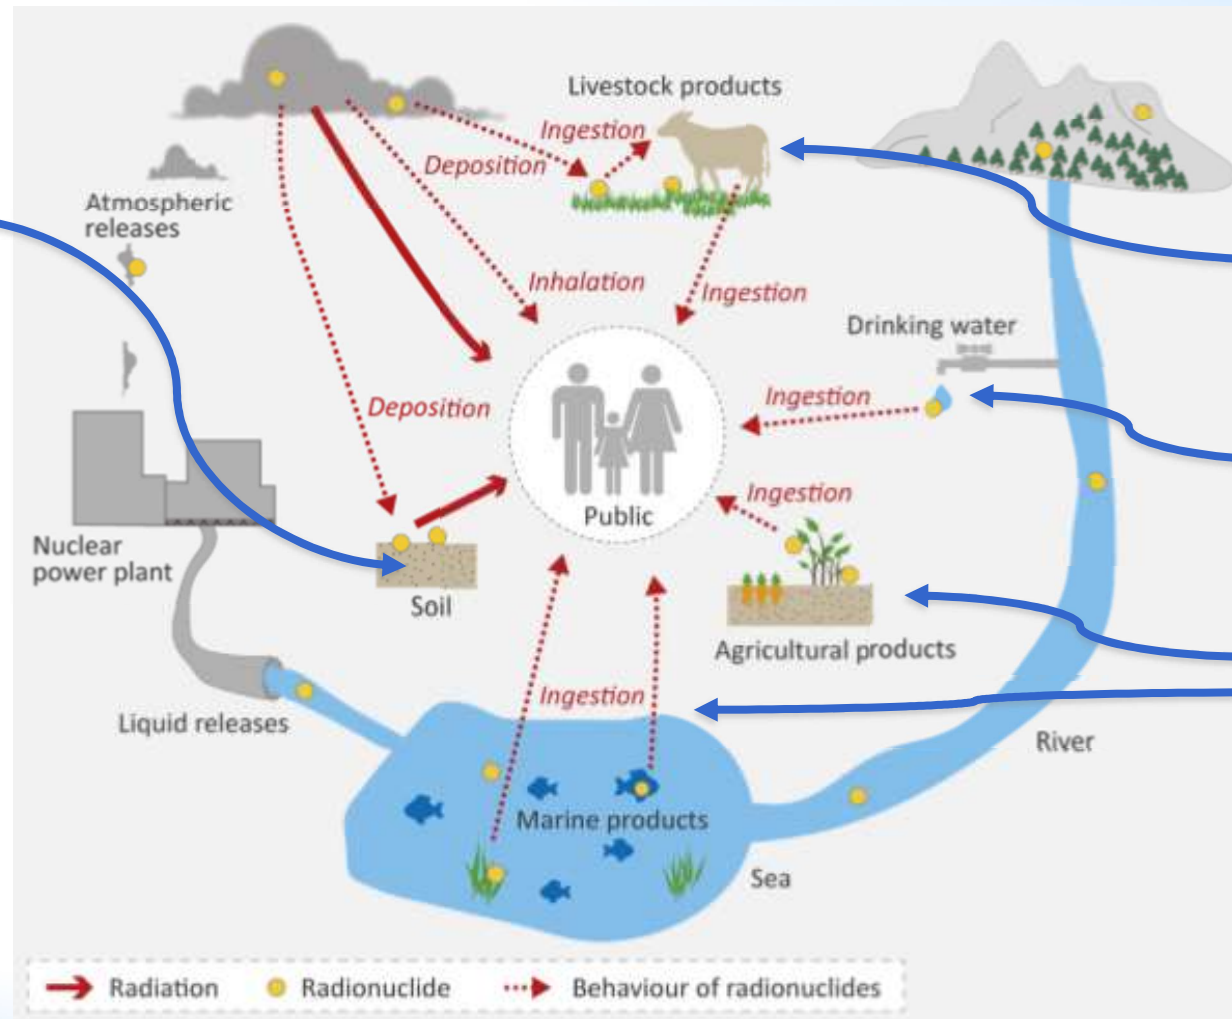 Livestock products
Ingestion
Deposition
Atmospheric
releases
Inhalation
Ingestion
Drinking water
Ingestion
Deposition
Ingestion
Public
Nuclear
power plant
Soil
Agricultural products
Ingestion
Liquid releases
River
Marine products
Sea
Radiation
Radionuclide
Behaviour of radionuclides